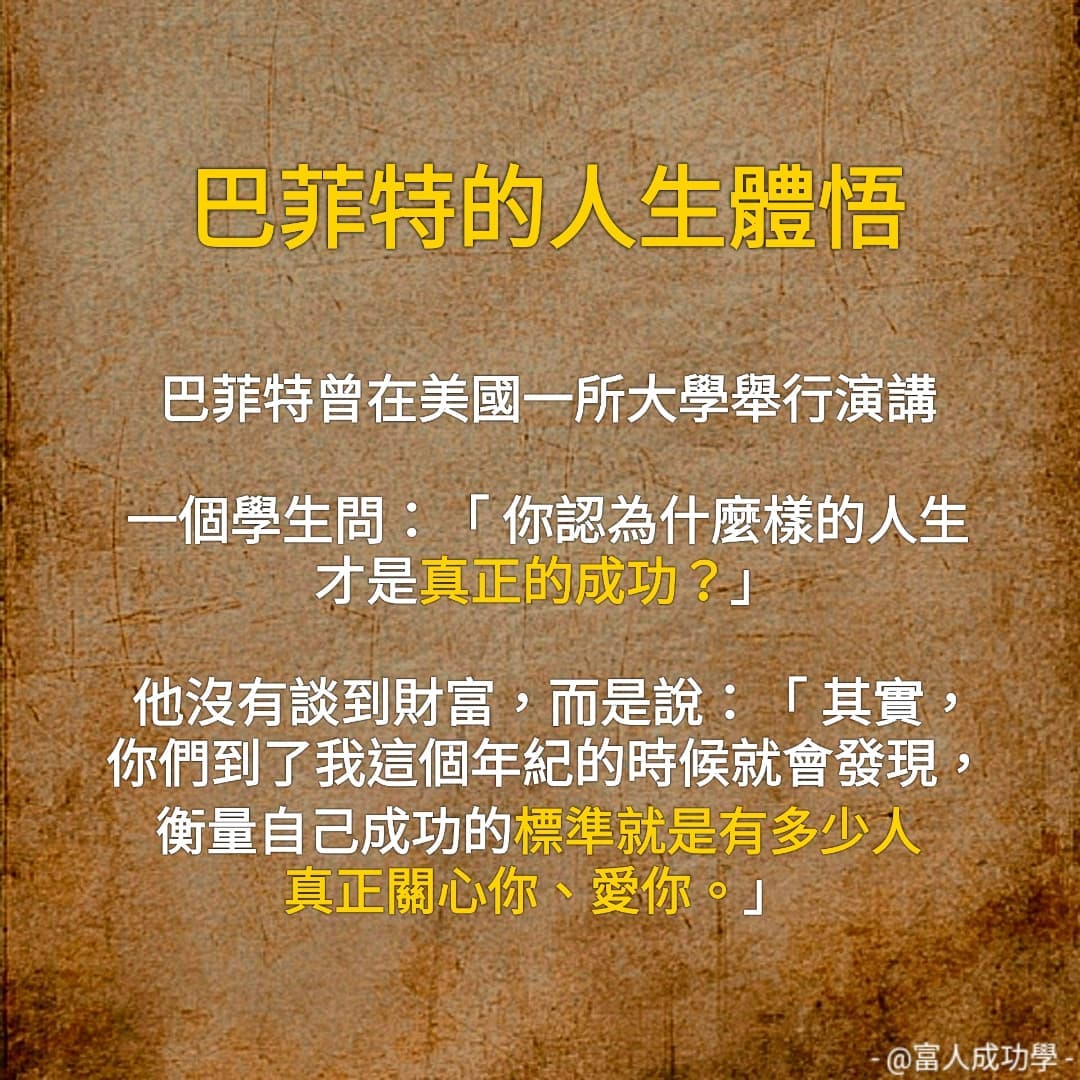 巴菲特的人生體悟
巴菲特曾在美國一所大學舉行演講
一個學生問：「 你認為什麼樣的人生
才是真正的成功？」
他沒有談到財富，而是說：「 其實，
你們到了我這個年紀的時候就會發現，
衡量自己成功的標準就是有多少人
真正關心你、愛你。」
- @富人成功學 -